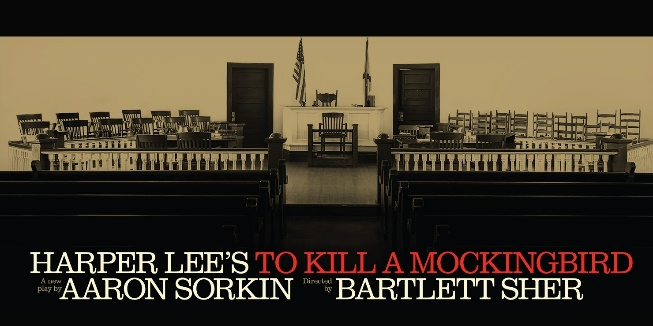 HARPER LEE'S TO KILL A MOCKINGBIRD
A new play by AARON SORKIN Directed by BARTLETT SHER